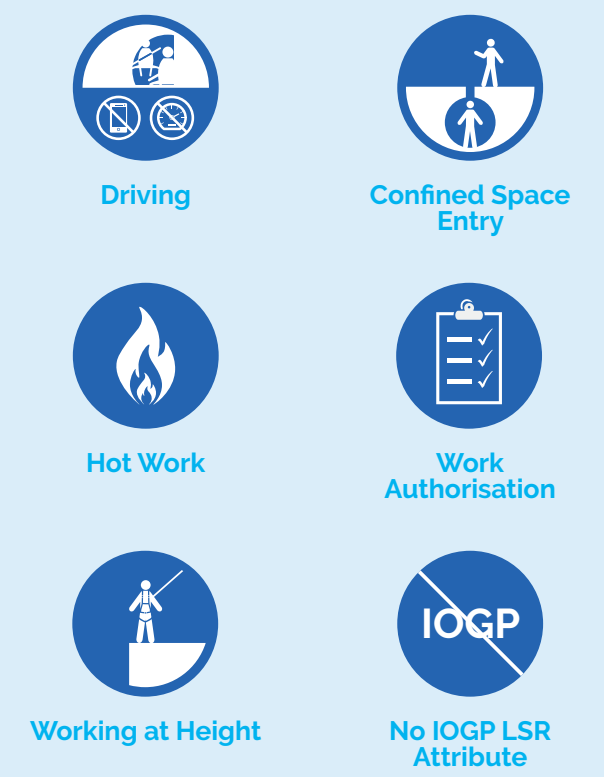 Driving
Confined Space
Entry
Hot Work
Work
Authorisation
Working at Height
IOGP
No IOGP LSR
Attribute